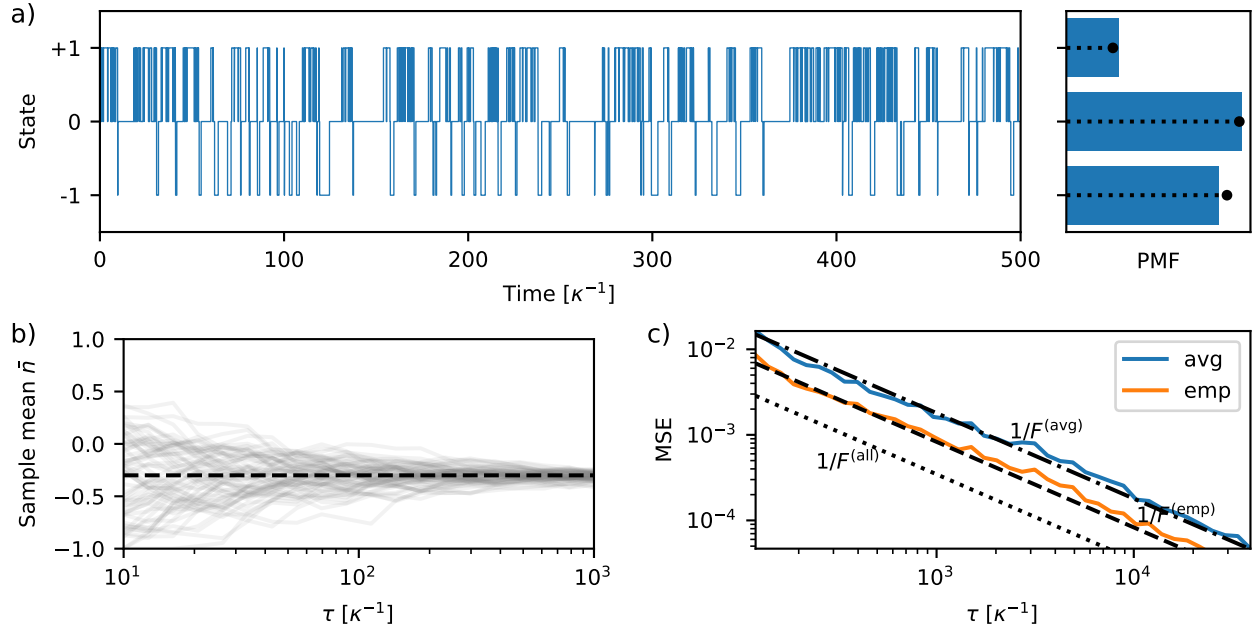 a)
State
+1
0
-1
0
100
200
300
400
500
Time [κ⁻¹]
PMF
b)
Sample mean n̄
1.0
0.5
0.0
−0.5
−1.0
10¹
10²
10³
τ [κ⁻¹]
c)
MSE
10⁻²
10⁻³
10⁻⁴
avg
emp
1/F⁽ᵃᵛᵍ⁾
1/F⁽ᵃˡˡ⁾
1/F⁽ᵉᵐᵖ⁾
10³
10⁴
τ [κ⁻¹]